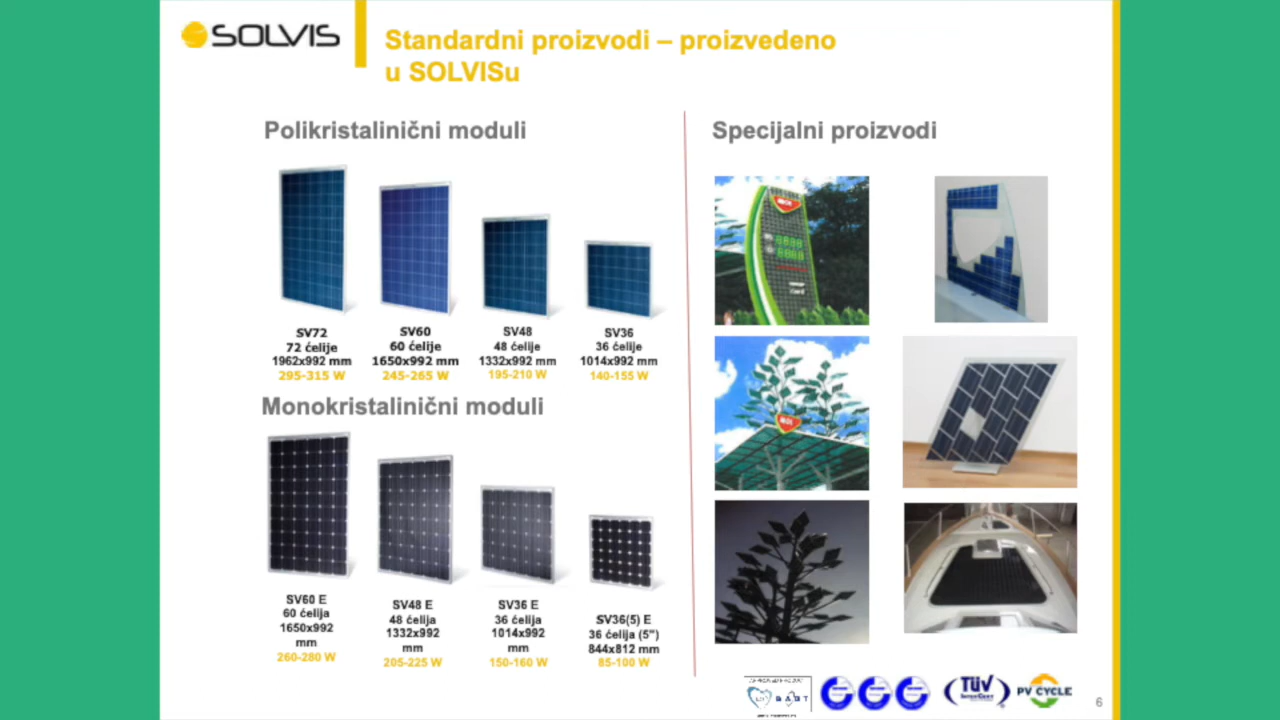 SOLVIS
Standardni proizvodi – proizvedeno
u SOLVISu
Polikristalinični moduli
SV72
72 ćelije
1962x992 mm
295-315 W
SV60
60 ćelije
1650x992 mm
245-265 W
SV48
48 ćelije
1332x992 mm
195-210 W
SV36
36 ćelije
1014x992 mm
140-155 W
Monokristalinični moduli
SV60 E
60 ćelija
1650x992
mm
260-280 W
SV48 E
48 ćelija
1332x992
mm
205-225 W
SV36 E
36 ćelija
1014x992
mm
150-160 W
SV36(5) E
36 ćelija (5")
844x812 mm
85-100 W
Specijalni proizvodi
TÜV
PV CYCLE
6